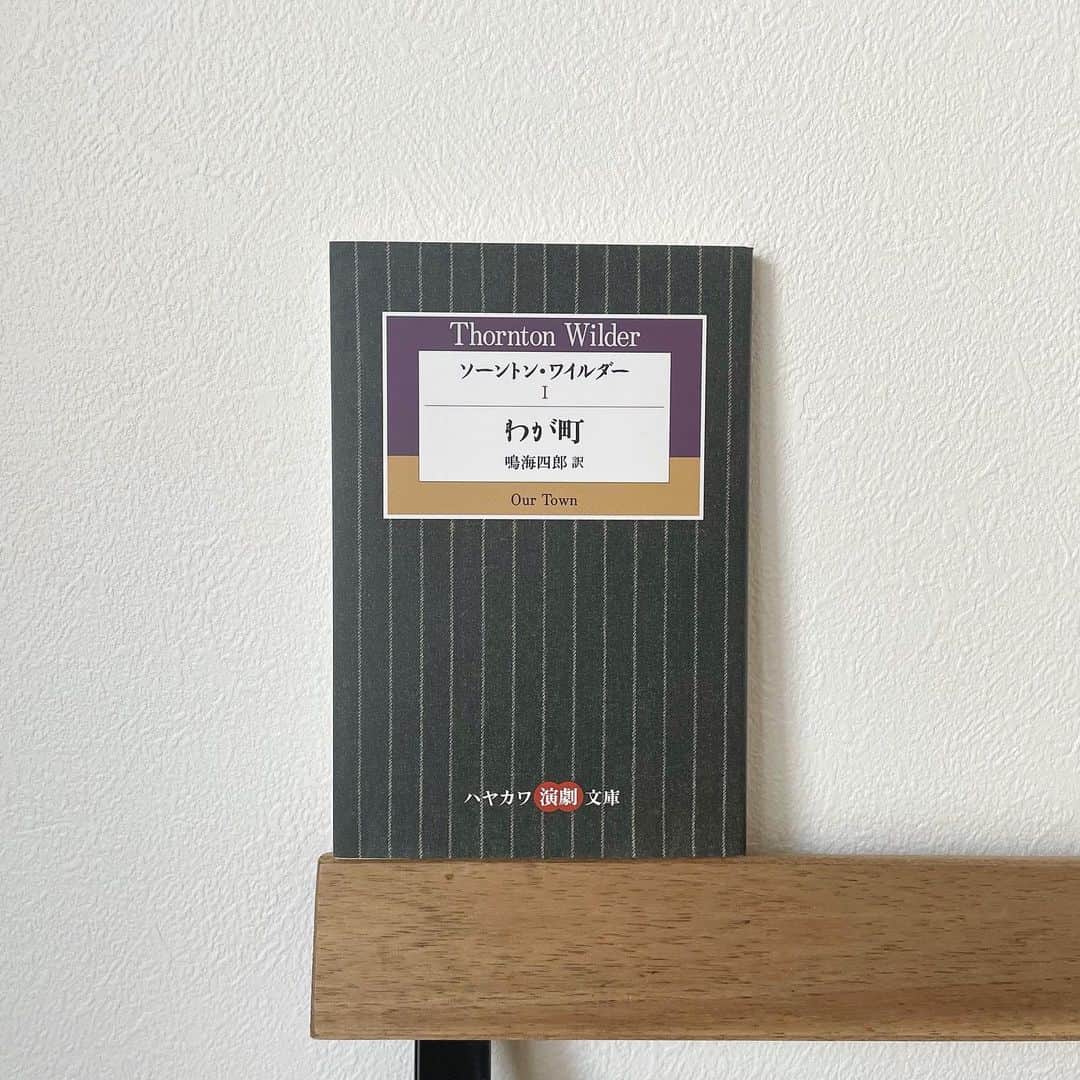 Thornton Wilder
ソーントン・ワイルダー
I
わが町
鳴海四郎 訳
Our Town
ハヤカワ演劇文庫